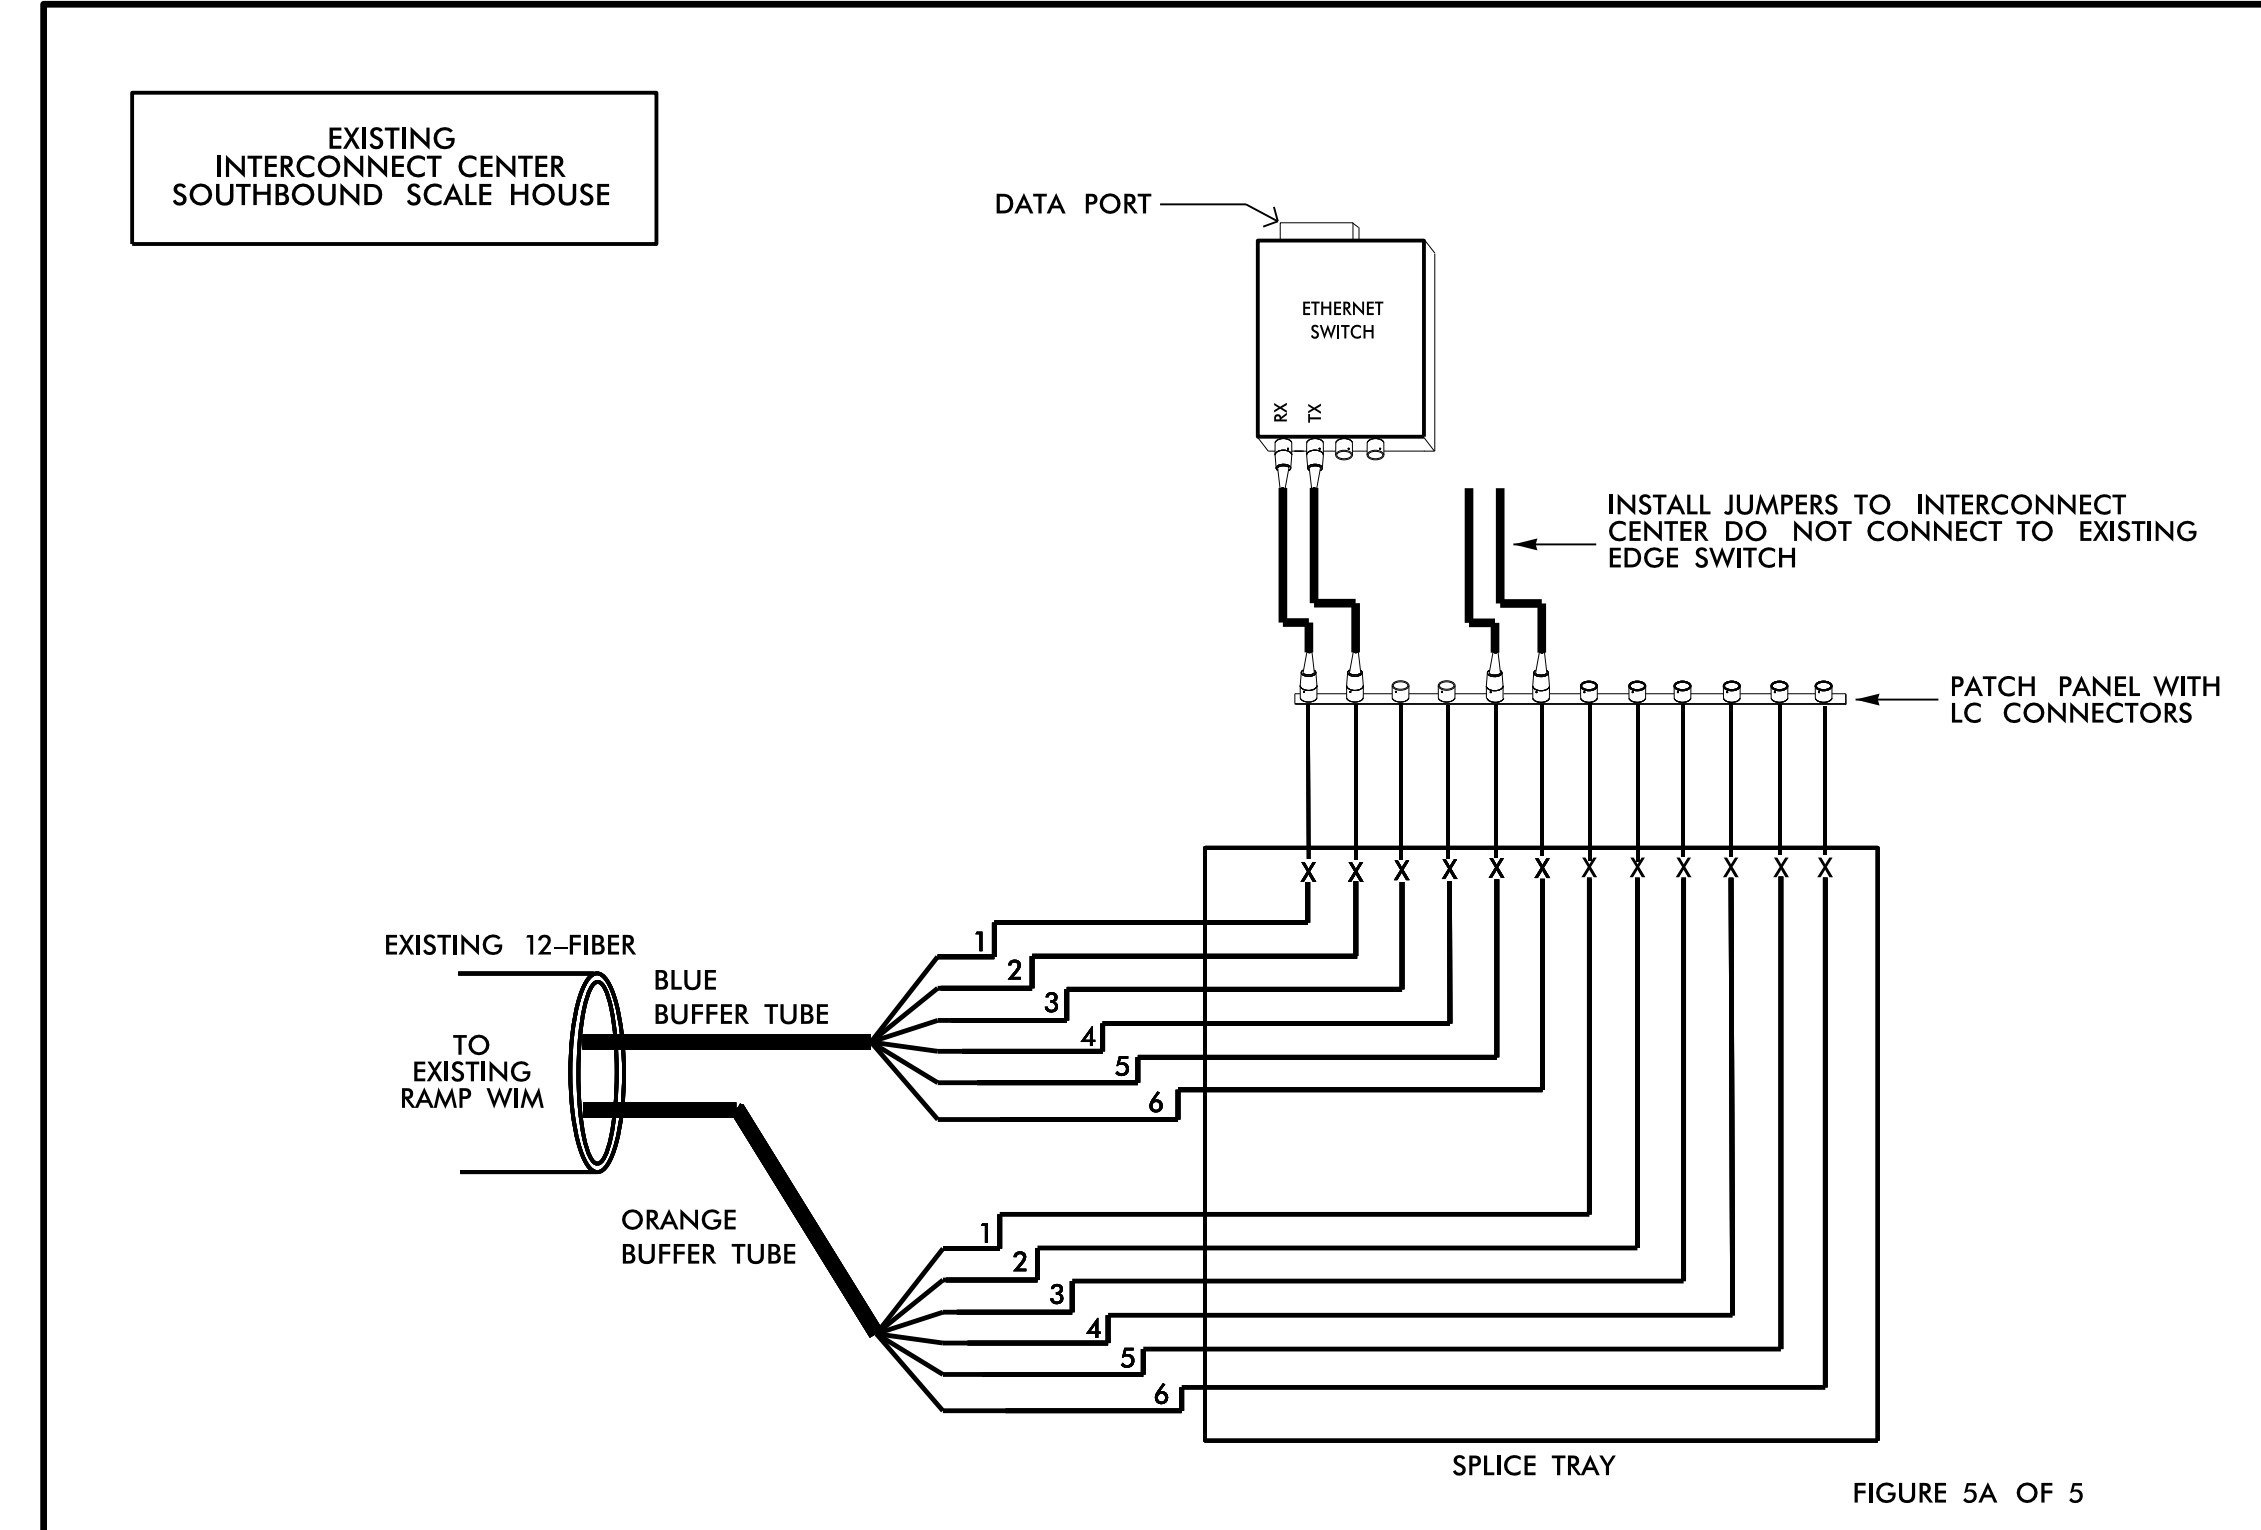 EXISTING
INTERCONNECT CENTER
SOUTHBOUND SCALE HOUSE
DATA PORT
ETHERNET
SWITCH
RX
TX
INSTALL JUMPERS TO INTERCONNECT
CENTER DO NOT CONNECT TO EXISTING
EDGE SWITCH
PATCH PANEL WITH
LC CONNECTORS
X X X X X X X X X X X X
EXISTING 12-FIBER
BLUE
BUFFER TUBE
TO
EXISTING
RAMP WIM
1
2
3
4
5
6
ORANGE
BUFFER TUBE
1
2
3
4
5
6
SPLICE TRAY
FIGURE 5A OF 5